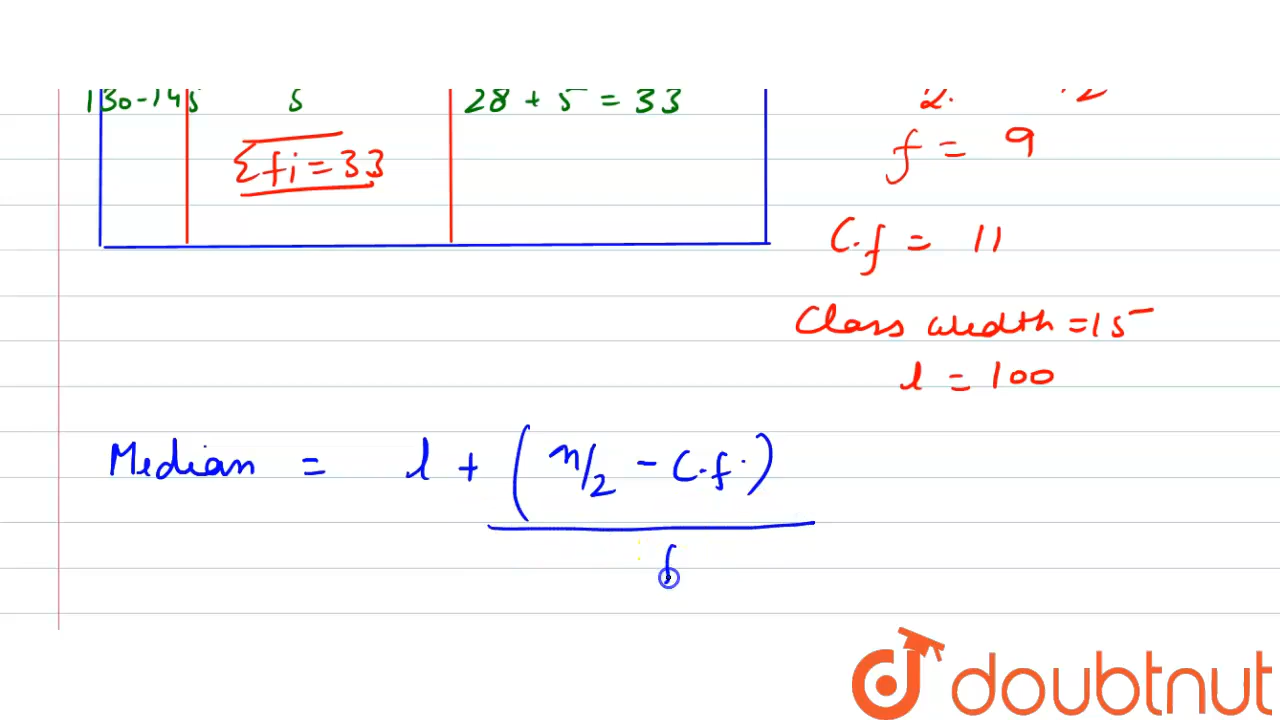 130-145 5 28 + 5 = 33
Σfi = 33
f = 9
C.f = 11
Class width = 15
l = 100
Median = l + (n/2 - C.f.)
f
doubtnut